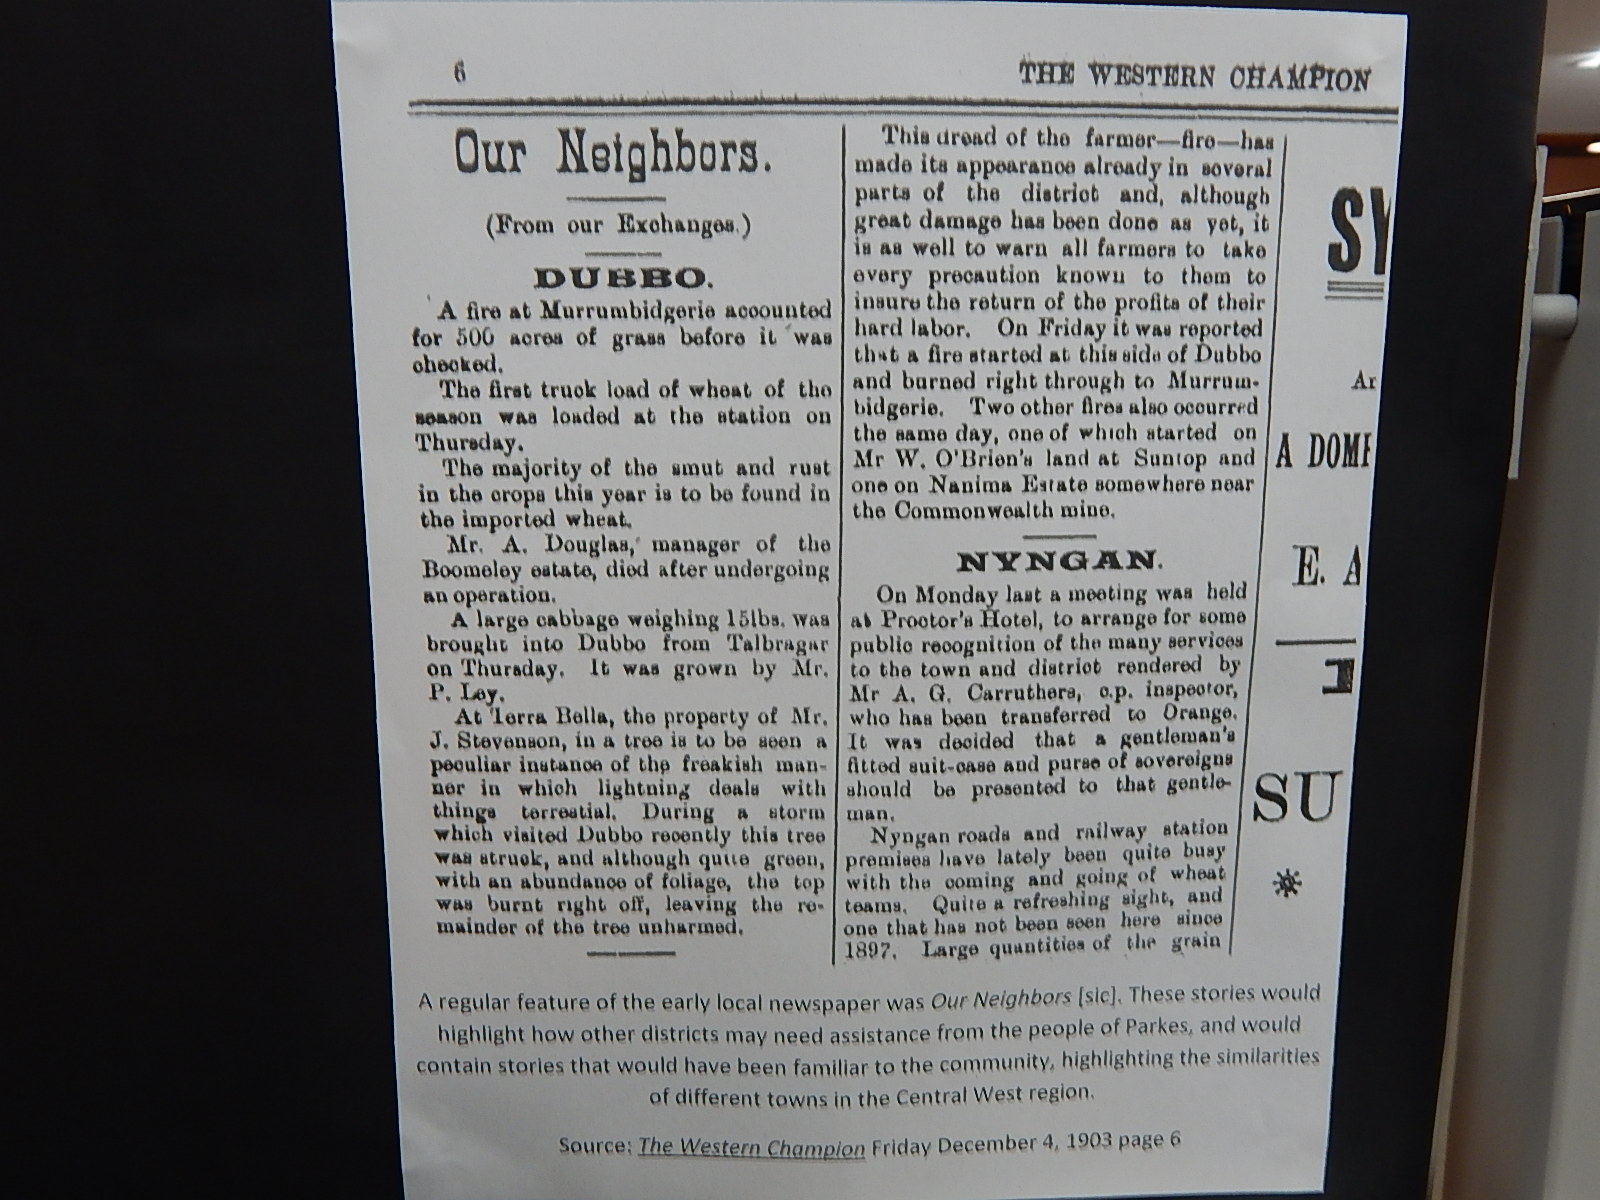 6
THE WESTERN CHAMPION
Our Neighbors.
(From our Exchanges.)
DUBBO.
A fire at Murrumbidgerie accounted
for 500 acres of grass before it was
checked.
The first truck load of wheat of the
season was loaded at the station on
Thursday.
The majority of the smut and rust
in the crops this year is to be found in
the imported wheat.
Mr. A. Douglas, manager of the
Boomeley estate, died after undergoing
an operation.
A large cabbage weighing 15lbs. was
brought into Dubbo from Talbragar
on Thursday. It was grown by Mr.
P. Ley.
At Terra Bella, the property of Mr.
J. Stevenson, in a tree is to be seen a
peculiar instance of the freakish man-
ner in which lightning deals with
things terrestial. During a storm
which visited Dubbo recently this tree
was struck, and although quite green,
with an abundance of foliage, the top
was burnt right off, leaving the re-
mainder of the tree unharmed.
This dread of the farmer—fire—has
made its appearance already in several
parts of the district and, although
great damage has been done as yet, it
is as well to warn all farmers to take
every precaution known to them to
insure the return of the profits of their
hard labor. On Friday it was reported
that a fire started at this side of Dubbo
and burned right through to Murrum-
bidgerie. Two other fires also occurred
the same day, one of which started on
Mr W. O'Brien's land at Suntop and
one on Nanima Estate somewhere near
the Commonwealth mine.
NYNGAN.
On Monday last a meeting was held
at Proctor's Hotel, to arrange for some
public recognition of the many services
to the town and district rendered by
Mr A. G. Carruthers, c.p. inspector,
who has been transferred to Orange.
It was decided that a gentleman's
fitted suit-case and purse of sovereigns
should be presented to that gentle-
man.
Nyngan roads and railway station
premises have lately been quite busy
with the coming and going of wheat
teams. Quite a refreshing sight, and
one that has not been seen here since
1897. Large quantities of the grain
SY
Ar
A DOME
E. A
SU
A regular feature of the early local newspaper was Our Neighbors [sic]. These stories would
highlight how other districts may need assistance from the people of Parkes, and would
contain stories that would have been familiar to the community, highlighting the similarities
of different towns in the Central West region.
Source: The Western Champion Friday December 4, 1903 page 6